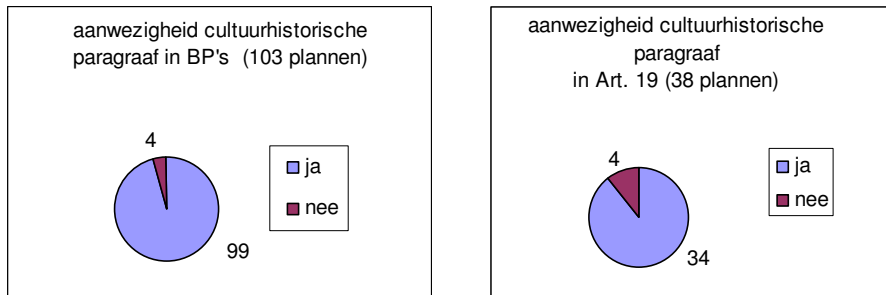 aanwezigheid cultuurhistorische
paragraaf in BP's (103 plannen)
4
ja
nee
99
aanwezigheid cultuurhistorische
paragraaf
in Art. 19 (38 plannen)
4
ja
nee
34